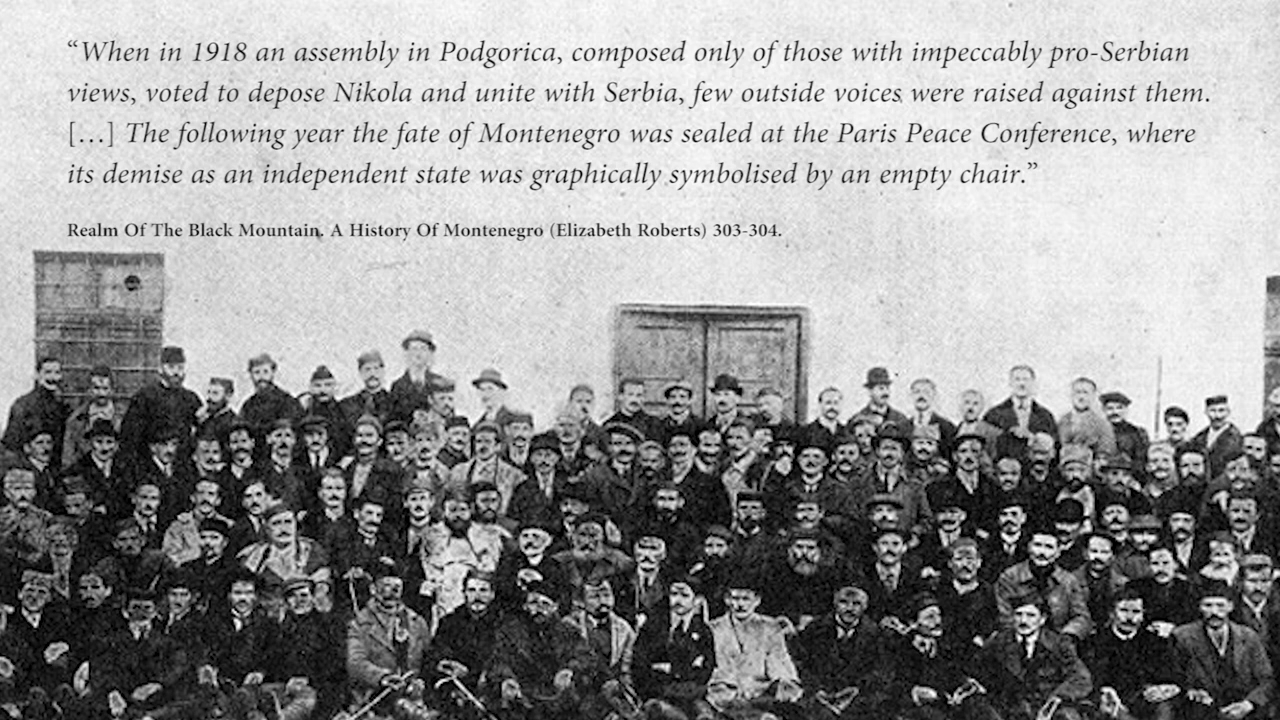 “When in 1918 an assembly in Podgorica, composed only of those with impeccably pro-Serbian
views, voted to depose Nikola and unite with Serbia, few outside voices were raised against them.
[…] The following year the fate of Montenegro was sealed at the Paris Peace Conference, where
its demise as an independent state was graphically symbolised by an empty chair.”
Realm Of The Black Mountain. A History Of Montenegro (Elizabeth Roberts) 303-304.